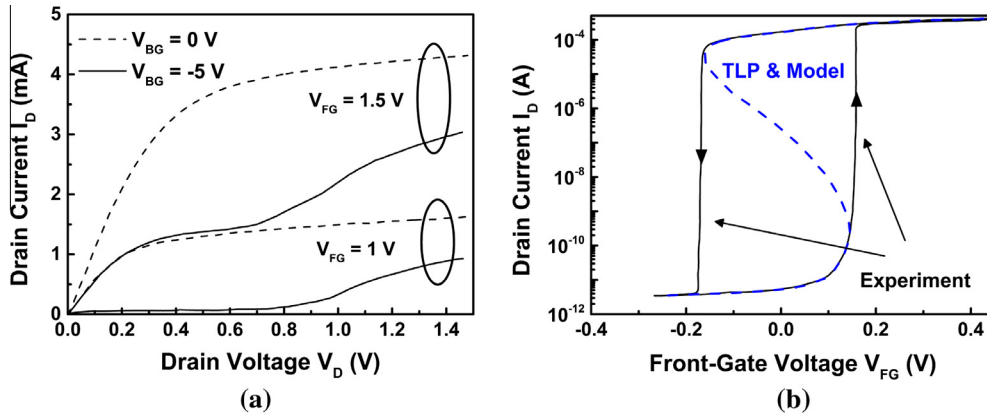 5
4
3
2
1
0
Drain Current I_D (mA)
V_BG = 0 V
V_BG = -5 V
V_FG = 1.5 V
V_FG = 1 V
0.0 0.2 0.4 0.6 0.8 1.0 1.2 1.4
Drain Voltage V_D (V)
(a)
10^-4
10^-6
10^-8
10^-10
10^-12
Drain Current I_D (A)
TLP & Model
Experiment
-0.4 -0.2 0.0 0.2 0.4
Front-Gate Voltage V_FG (V)
(b)